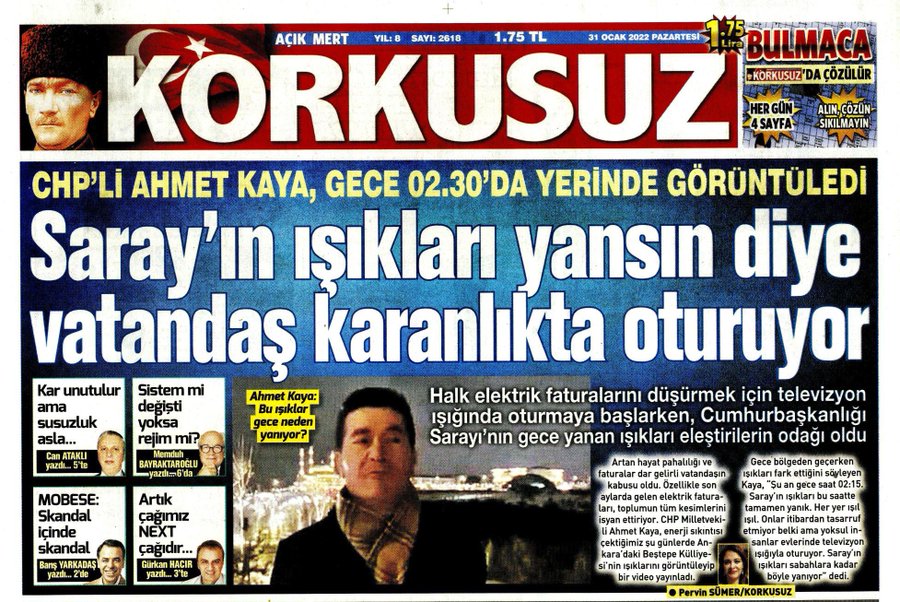 AÇIK MERT YIL: 8 SAYI: 2618 1.75 TL 31 OCAK 2022 PAZARTESİ
KORKUSUZ
1.75
Lira
BULMACA
KORKUSUZ'DA ÇÖZÜLÜR
HER GÜN
4 SAYFA
ALIN, ÇÖZÜN
SIKILMAYIN
CHP'Lİ AHMET KAYA, GECE 02.30'DA YERİNDE GÖRÜNTÜLEDİ
Saray'ın ışıkları yansın diye
vatandaş karanlıkta oturuyor
Kar unutulur
ama
susuzluk
asla...
Can ATAKLI
yazdı... 5'te
Sistem mi
değişti
yoksa
rejim mi?
Memduh
BAYRAKTAROĞLU
yazdı... 6'da
MOBESE:
Skandal
içinde
skandal
Barış YARKADAŞ
yazdı... 2'de
Artık
çağımız
NEXT
çağıdır...
Gürkan HACIR
yazdı... 3'te
Ahmet Kaya:
Bu ışıklar
gece neden
yanıyor?
Halk elektrik faturalarını düşürmek için televizyon
ışığında oturmaya başlarken, Cumhurbaşkanlığı
Sarayı'nın gece yanan ışıkları eleştirilerin odağı oldu
Artan hayat pahalılığı ve
faturalar dar gelirli vatandaşın
kabusu oldu. Özellikle son
aylarda gelen elektrik fatura-
ları, toplumun tüm kesimlerini
isyan ettiriyor. CHP Milletveki-
li Ahmet Kaya, enerji sıkıntısı
çektiğimiz şu günlerde An-
kara'daki Beştepe Külliye-
si'nin ışıklarını görüntüleyip
bir video yayınladı.
Gece bölgeden geçerken
ışıkları fark ettiğini söyleyen
Kaya, "Şu an gece saat 02:15.
Saray'ın ışıkları bu saatte
tamamen yanık. Her yer ışıl
ışıl. Onlar itibardan tasarruf
etmiyor belki ama yoksul in-
sanlar evlerinde televizyon
ışığıyla oturuyor. Saray'ın
ışıkları sabahlara kadar
böyle yanıyor" dedi.
Pervin SÜMER/KORKUSUZ